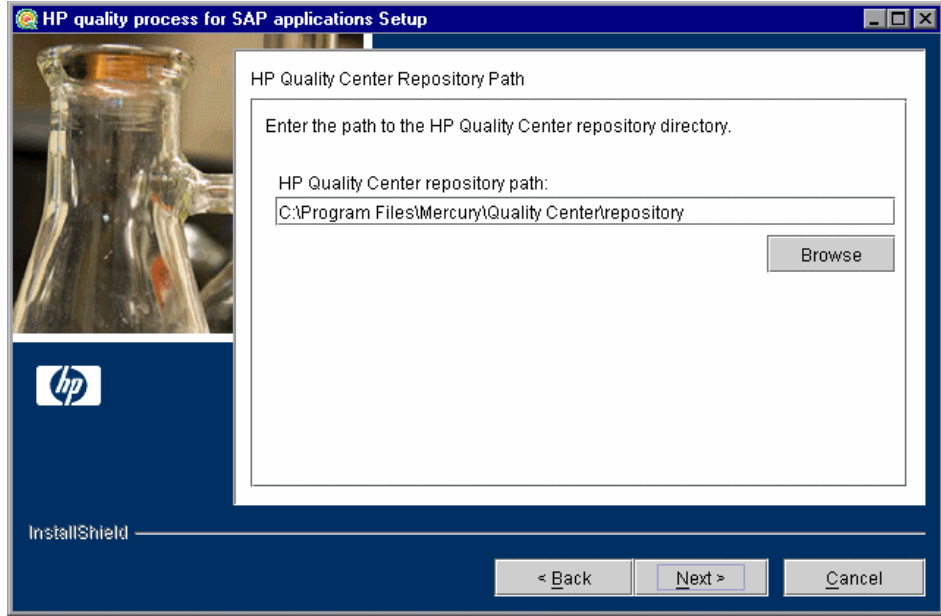 HP quality process for SAP applications Setup
HP Quality Center Repository Path
Enter the path to the HP Quality Center repository directory.
HP Quality Center repository path:
C:\Program Files\Mercury\Quality Center\repository
Browse
hp
InstallShield
< Back
Next >
Cancel